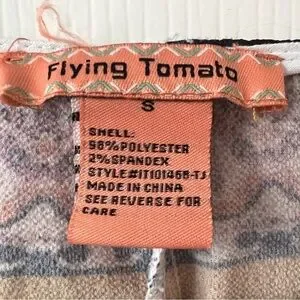 Flying Tomato
S
SHELL:
98%POLYESTER
2%SPANDEX
STYLE#IT101468-TJ
MADE IN CHINA
SEE REVERSE FOR
CARE